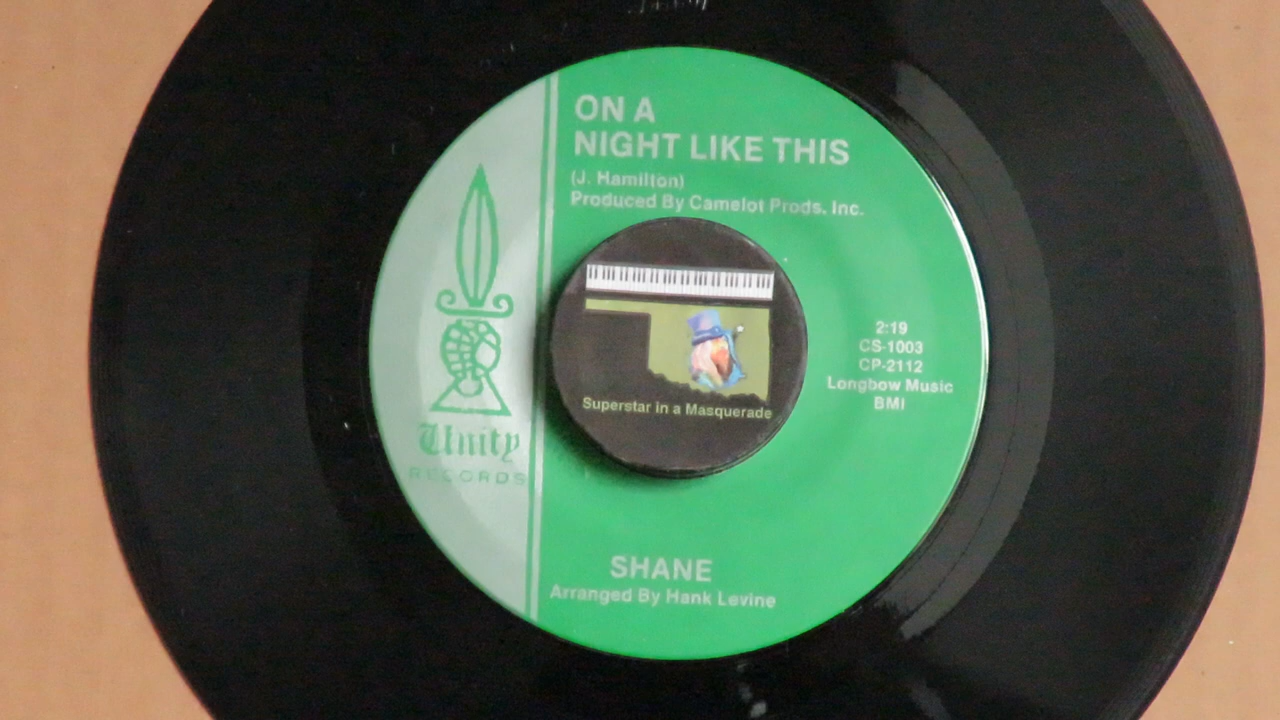 ON A
NIGHT LIKE THIS
(J. Hamilton)
Produced By Camelot Prods. Inc.
2:19
CS-1003
CP-2112
Longbow Music
BMI
Superstar in a Masquerade
Unity
RECORDS
SHANE
Arranged By Hank Levine